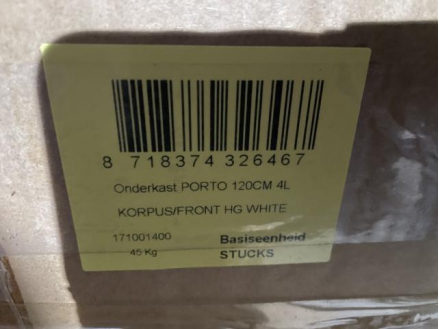 8 718374 326467
Onderkast PORTO 120CM 4L
KORPUS/FRONT HG WHITE
171001400 Basiseenheid
45 Kg STUCKS